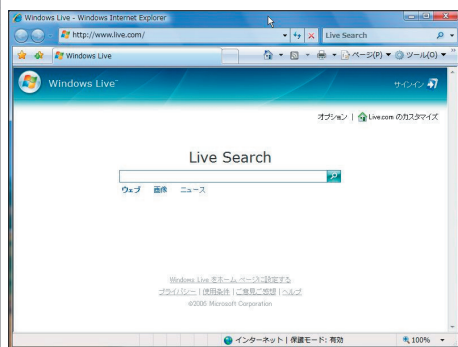 Windows Live - Windows Internet Explorer
http://www.live.com/
Live Search
Windows Live
ページ(P)
ツール(O)
Windows Live™
サインイン
オプション | Live.com のカスタマイズ
Live Search
ウェブ 画像 ニュース
Windows Live をホーム ページに設定する
プライバシー | 使用条件 | ご意見ご感想 | ヘルプ
©2006 Microsoft Corporation
インターネット | 保護モード: 有効
100%